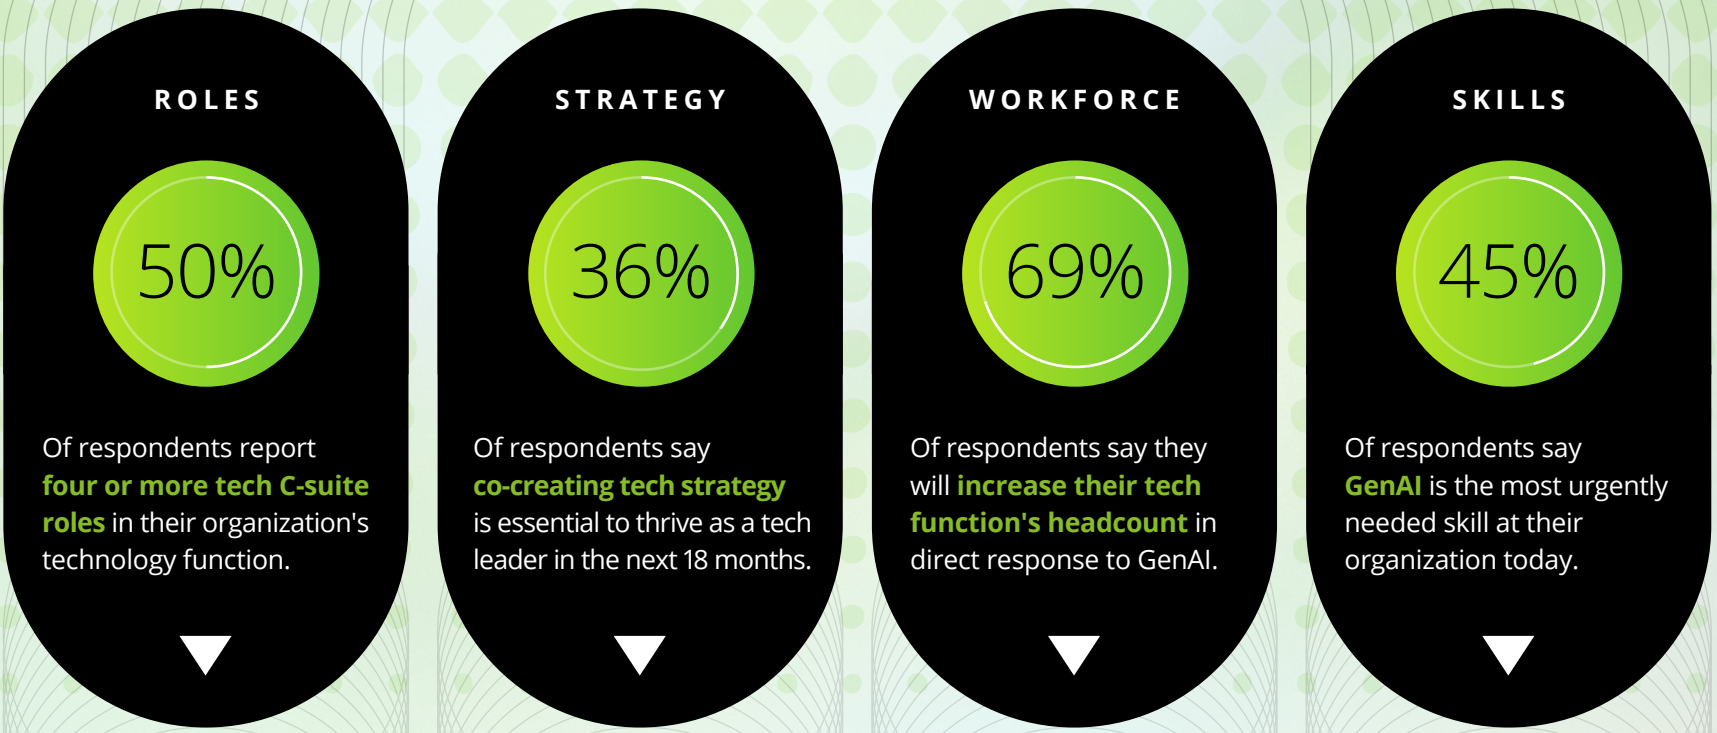 ROLES
50%
Of respondents report
four or more tech C-suite
roles in their organization's
technology function.
STRATEGY
36%
Of respondents say
co-creating tech strategy
is essential to thrive as a tech
leader in the next 18 months.
WORKFORCE
69%
Of respondents say they
will increase their tech
function's headcount in
direct response to GenAI.
SKILLS
45%
Of respondents say
GenAI is the most urgently
needed skill at their
organization today.